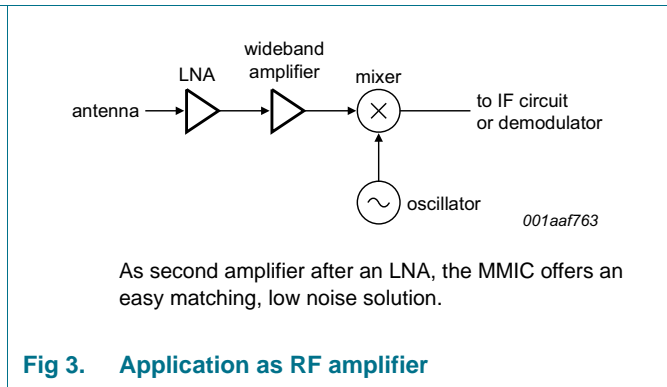 wideband
amplifier
LNA
mixer
antenna
to IF circuit
or demodulator
oscillator
001aaf763
As second amplifier after an LNA, the MMIC offers an
easy matching, low noise solution.
Fig 3. Application as RF amplifier